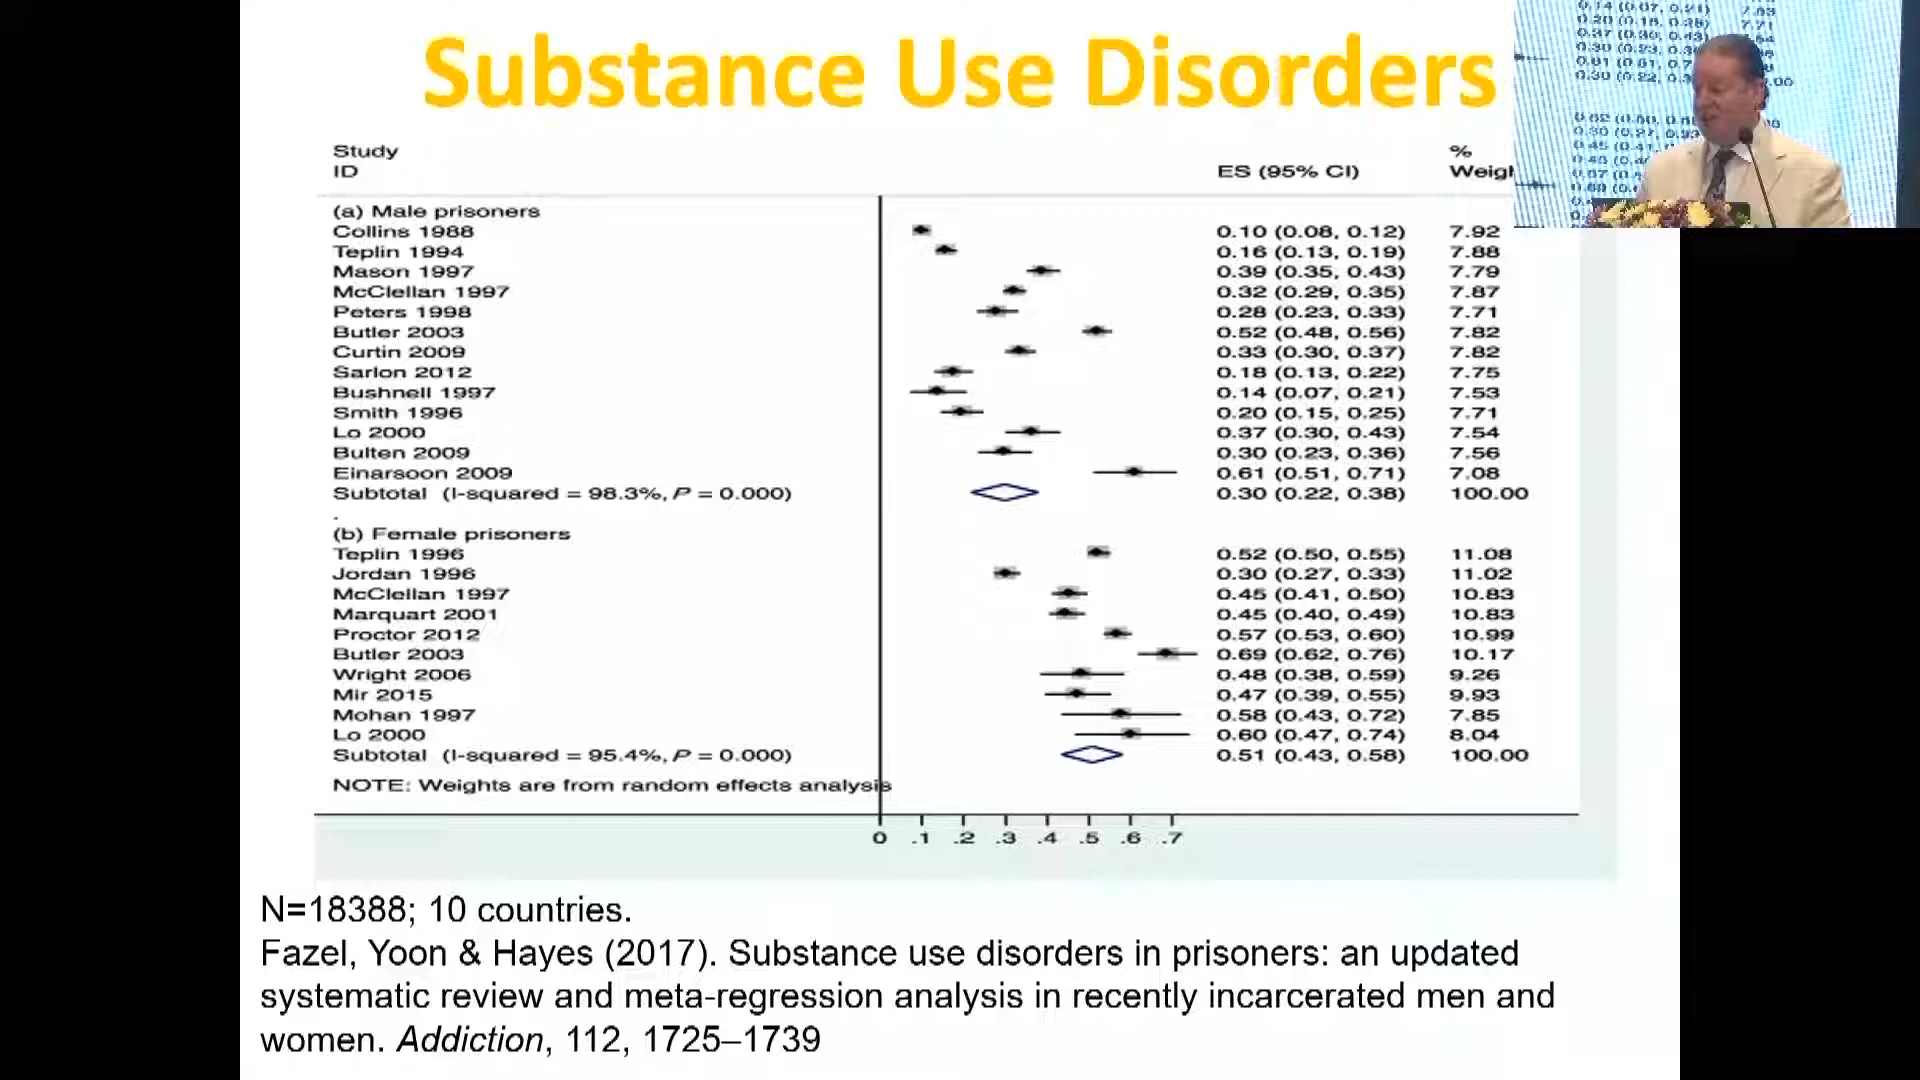 Substance Use Disorders
Study
ID
ES (95% CI)
%
(a) Male prisoners
Collins 1988 0.10 (0.08, 0.12) 7.92
Teplin 1994 0.16 (0.13, 0.19) 7.88
Mason 1997 0.39 (0.35, 0.43) 7.79
McClellan 1997 0.32 (0.29, 0.35) 7.87
Peters 1998 0.28 (0.23, 0.33) 7.71
Butler 2003 0.52 (0.48, 0.56) 7.82
Curtin 2009 0.33 (0.30, 0.37) 7.82
Sarlon 2012 0.18 (0.13, 0.22) 7.75
Bushnell 1997 0.14 (0.07, 0.21) 7.53
Smith 1996 0.20 (0.15, 0.25) 7.71
Lo 2000 0.37 (0.30, 0.43) 7.54
Bulten 2009 0.30 (0.23, 0.36) 7.56
Einarsoon 2009 0.61 (0.51, 0.71) 7.08
Subtotal (I-squared = 98.3%, P = 0.000) 0.30 (0.22, 0.38) 100.00
.
(b) Female prisoners
Teplin 1996 0.52 (0.50, 0.55) 11.08
Jordan 1996 0.30 (0.27, 0.33) 11.02
McClellan 1997 0.45 (0.41, 0.50) 10.83
Marquart 2001 0.45 (0.40, 0.49) 10.83
Proctor 2012 0.57 (0.53, 0.60) 10.99
Butler 2003 0.69 (0.62, 0.76) 10.17
Wright 2006 0.48 (0.38, 0.59) 9.26
Mir 2015 0.47 (0.39, 0.55) 9.93
Mohan 1997 0.58 (0.43, 0.72) 7.85
Lo 2000 0.60 (0.47, 0.74) 8.04
Subtotal (I-squared = 95.4%, P = 0.000) 0.51 (0.43, 0.58) 100.00
NOTE: Weights are from random effects analysis
0 .1 .2 .3 .4 .5 .6 .7
N=18388; 10 countries.
Fazel, Yoon & Hayes (2017). Substance use disorders in prisoners: an updated
systematic review and meta-regression analysis in recently incarcerated men and
women. Addiction, 112, 1725–1739